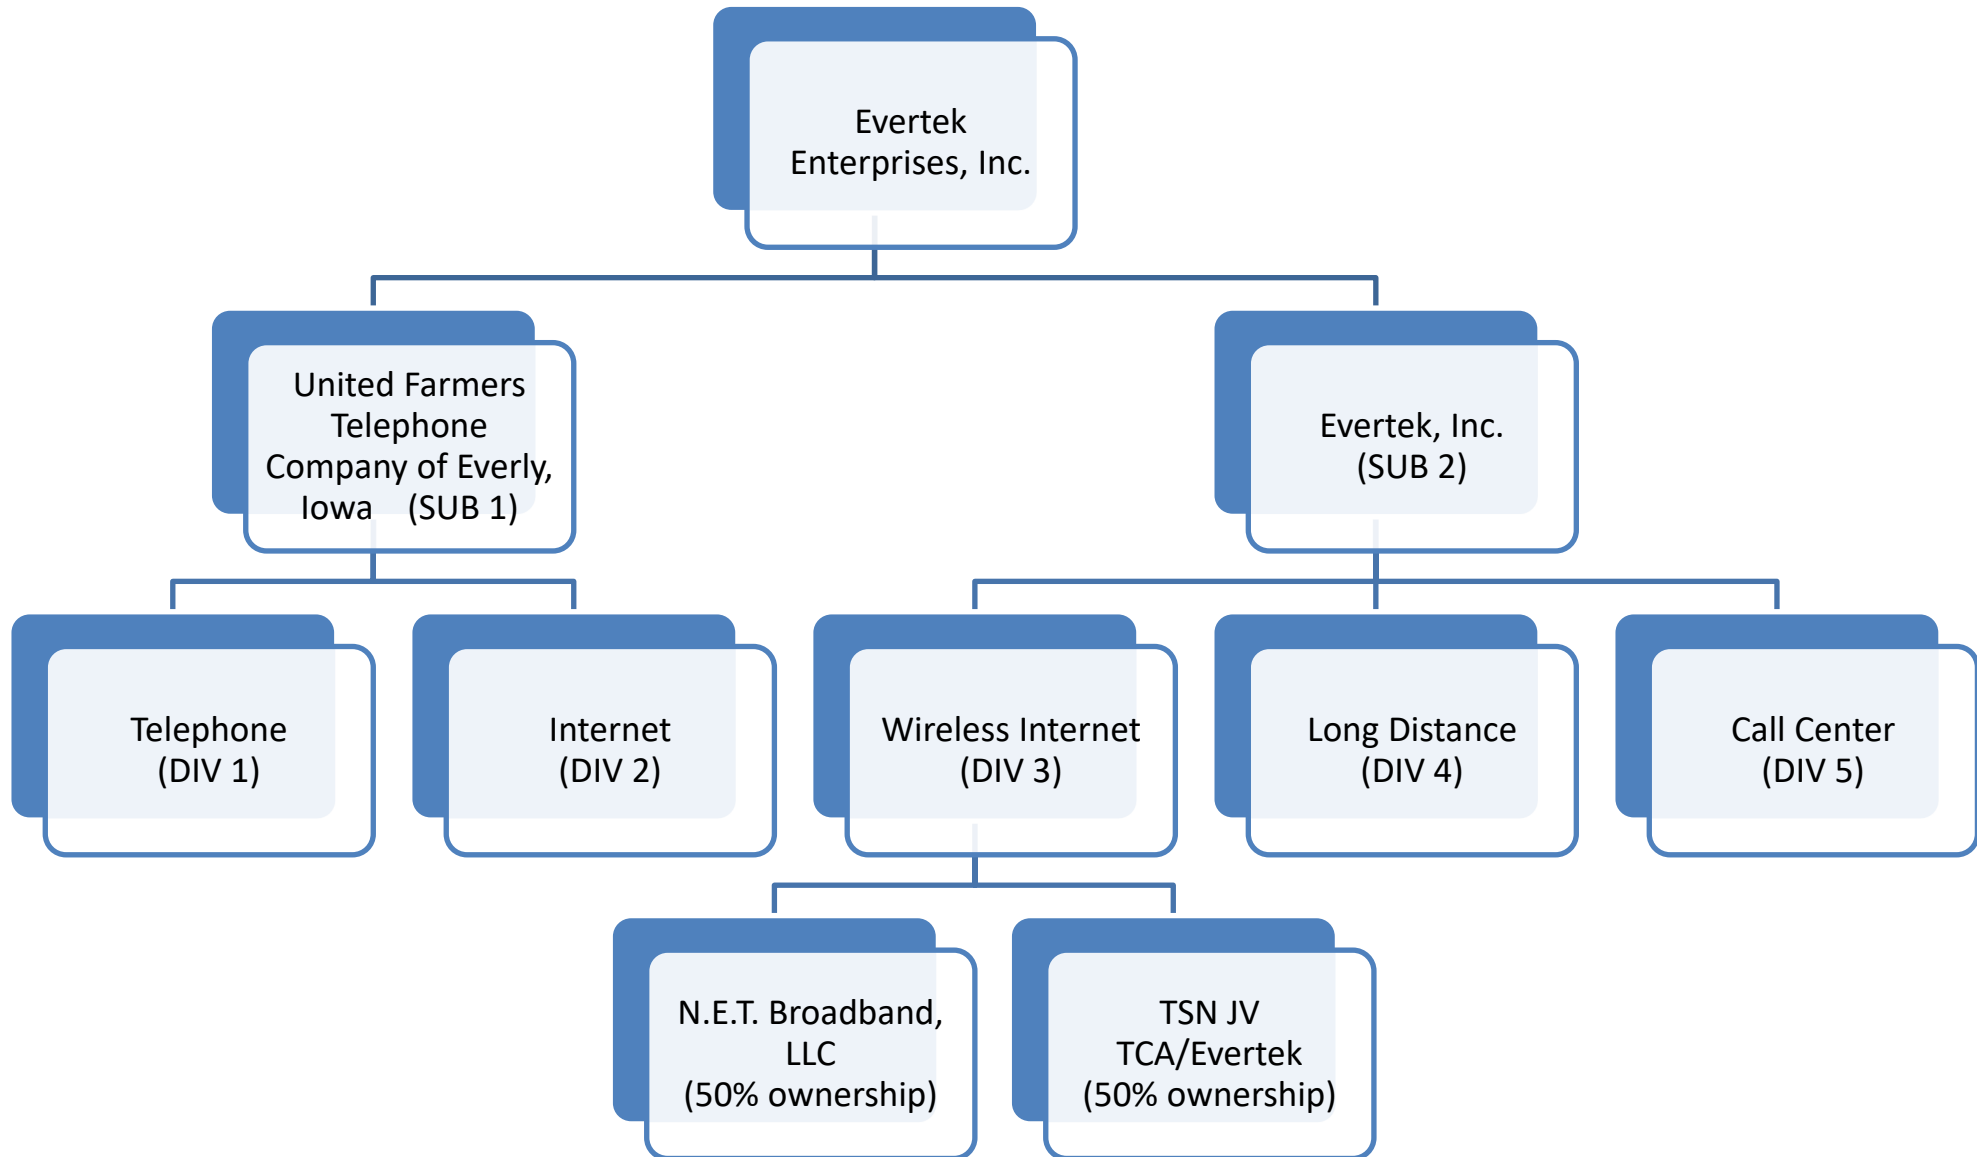 Evertek
Enterprises, Inc.
United Farmers
Telephone
Company of Everly,
Iowa    (SUB 1)
Evertek, Inc.
(SUB 2)
Telephone
(DIV 1)
Internet
(DIV 2)
Wireless Internet
(DIV 3)
Long Distance
(DIV 4)
Call Center
(DIV 5)
N.E.T. Broadband,
LLC
(50% ownership)
TSN JV
TCA/Evertek
(50% ownership)